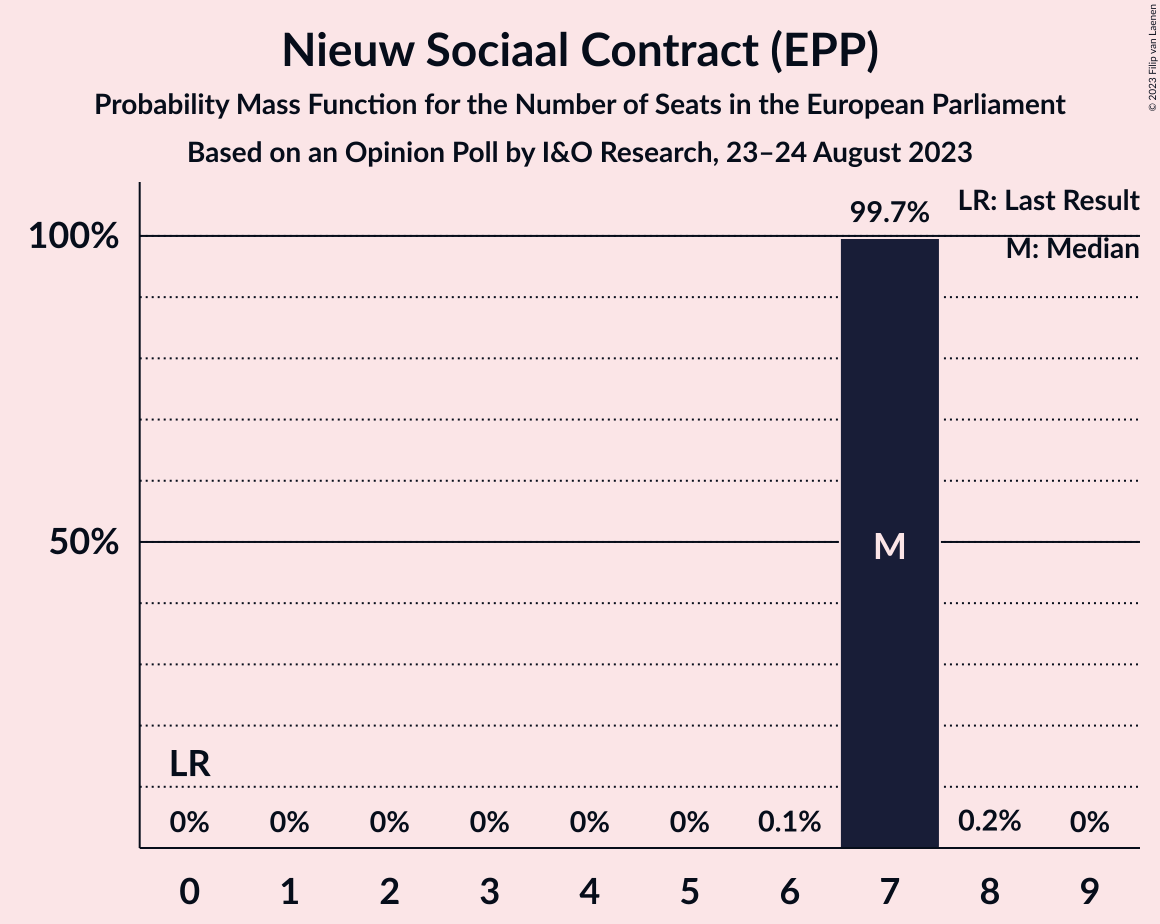 Nieuw Sociaal Contract (EPP)
Probability Mass Function for the Number of Seats in the European Parliament
Based on an Opinion Poll by I&O Research, 23–24 August 2023
© 2023 Filip van Laenen
LR: Last Result
M: Median
99.7%
100%
50%
M
LR
0% 0% 0% 0% 0% 0% 0.1% 0.2% 0%
0 1 2 3 4 5 6 7 8 9